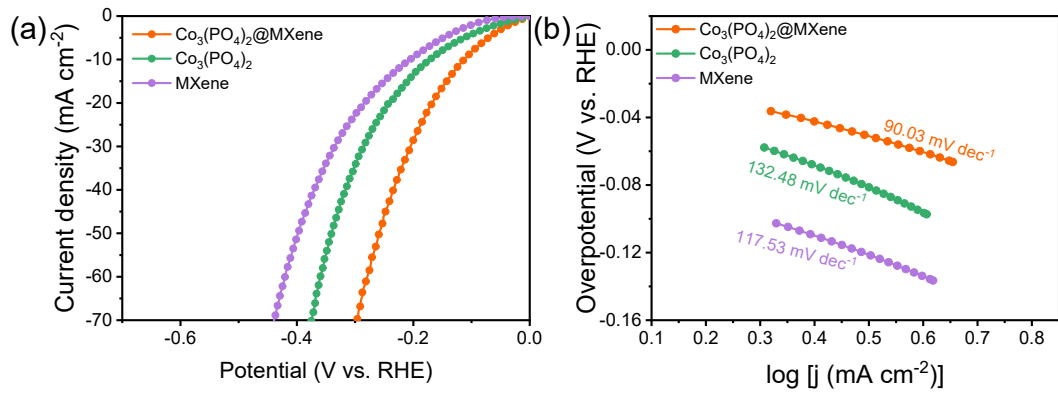 (a)
Co₃(PO₄)₂@MXene
Co₃(PO₄)₂
MXene
Current density (mA cm⁻²)
0
-10
-20
-30
-40
-50
-60
-70
-0.6
-0.4
-0.2
0.0
Potential (V vs. RHE)
(b)
Co₃(PO₄)₂@MXene
Co₃(PO₄)₂
MXene
Overpotential (V vs. RHE)
0.00
-0.04
-0.08
-0.12
-0.16
90.03 mV dec⁻¹
132.48 mV dec⁻¹
117.53 mV dec⁻¹
0.1
0.2
0.3
0.4
0.5
0.6
0.7
0.8
log [j (mA cm⁻²)]